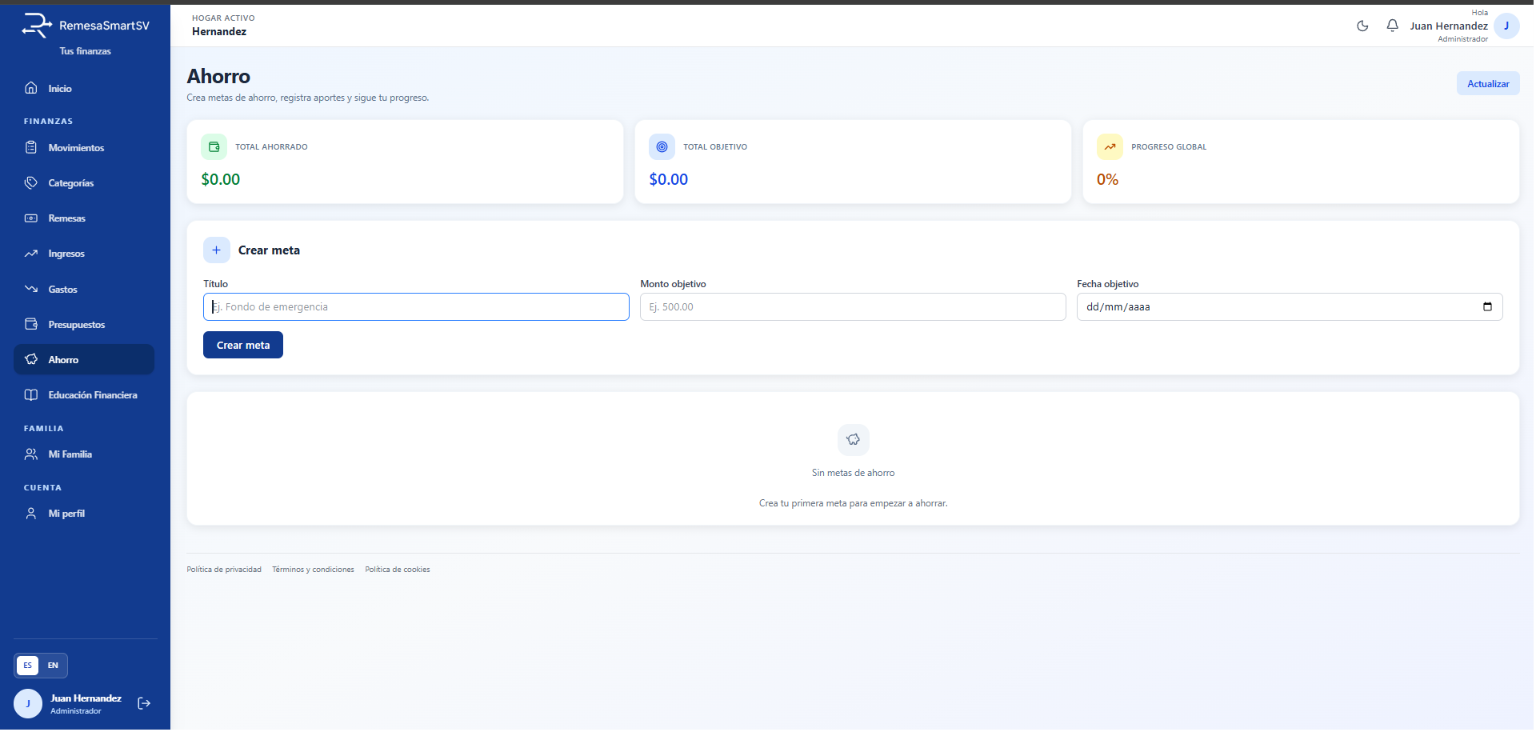 RemesaSmartSV
Tus finanzas
Inicio
FINANZAS
Movimientos
Categorías
Remesas
Ingresos
Gastos
Presupuestos
Ahorro
Educación Financiera
FAMILIA
Mi Familia
CUENTA
Mi perfil
ES EN
J
Juan Hernandez
Administrador
HOGAR ACTIVO
Hernandez
Hola
Juan Hernandez
Administrador
J
Ahorro
Crea metas de ahorro, registra aportes y sigue tu progreso.
Actualizar
TOTAL AHORRADO
$0.00
TOTAL OBJETIVO
$0.00
PROGRESO GLOBAL
0%
Crear meta
Título
Ej. Fondo de emergencia
Monto objetivo
Ej. 500.00
Fecha objetivo
dd/mm/aaaa
Crear meta
Sin metas de ahorro
Crea tu primera meta para empezar a ahorrar.
Política de privacidad Términos y condiciones Política de cookies